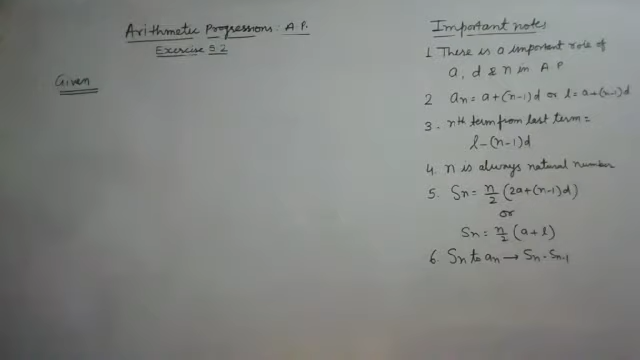 Arithmetic Progressions: A.P.
Exercise 5.2
Given
Important notes
1 There is a important role of
a, d & n in A P
2 an = a+(n-1)d or l = a+(n-1)d
3. nth term from last term =
l-(n-1)d
4. n is always natural number
5. Sn = n/2 (2a+(n-1)d)
or
Sn = n/2 (a+l)
6. Sn to an → Sn - Sn-1